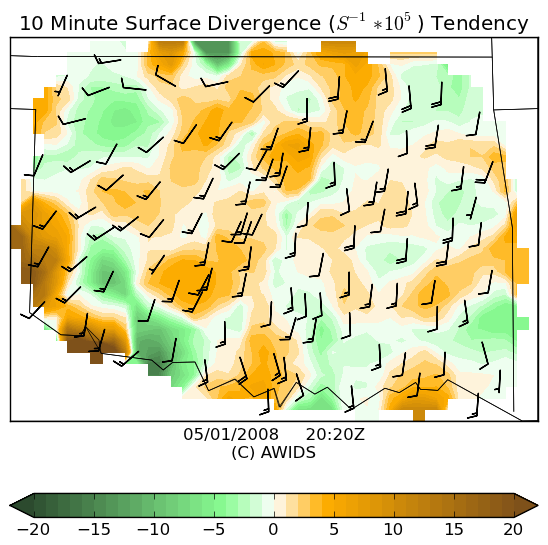 10 Minute Surface Divergence (S⁻¹ ∗10⁵ ) Tendency
05/01/2008 20:20Z
(C) AWIDS
−20 −15 −10 −5 0 5 10 15 20